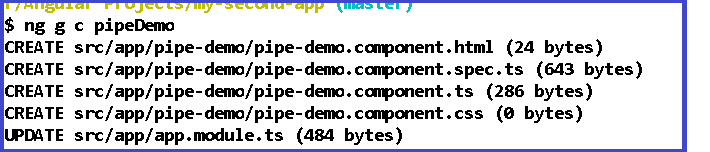 r/Angular Projects/my-second-app (master)
$ ng g c pipeDemo
CREATE src/app/pipe-demo/pipe-demo.component.html (24 bytes)
CREATE src/app/pipe-demo/pipe-demo.component.spec.ts (643 bytes)
CREATE src/app/pipe-demo/pipe-demo.component.ts (286 bytes)
CREATE src/app/pipe-demo/pipe-demo.component.css (0 bytes)
UPDATE src/app/app.module.ts (484 bytes)